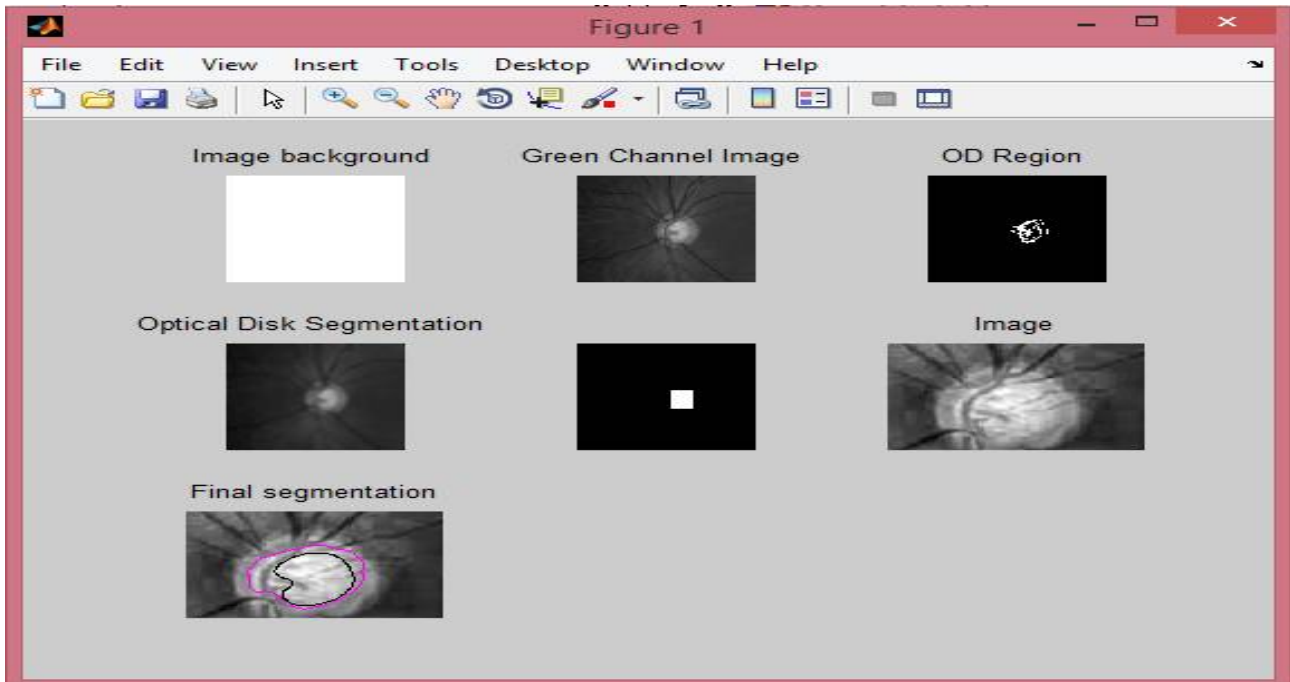 Figure 1
File Edit View Insert Tools Desktop Window Help
Image background Green Channel Image OD Region
Optical Disk Segmentation Image
Final segmentation